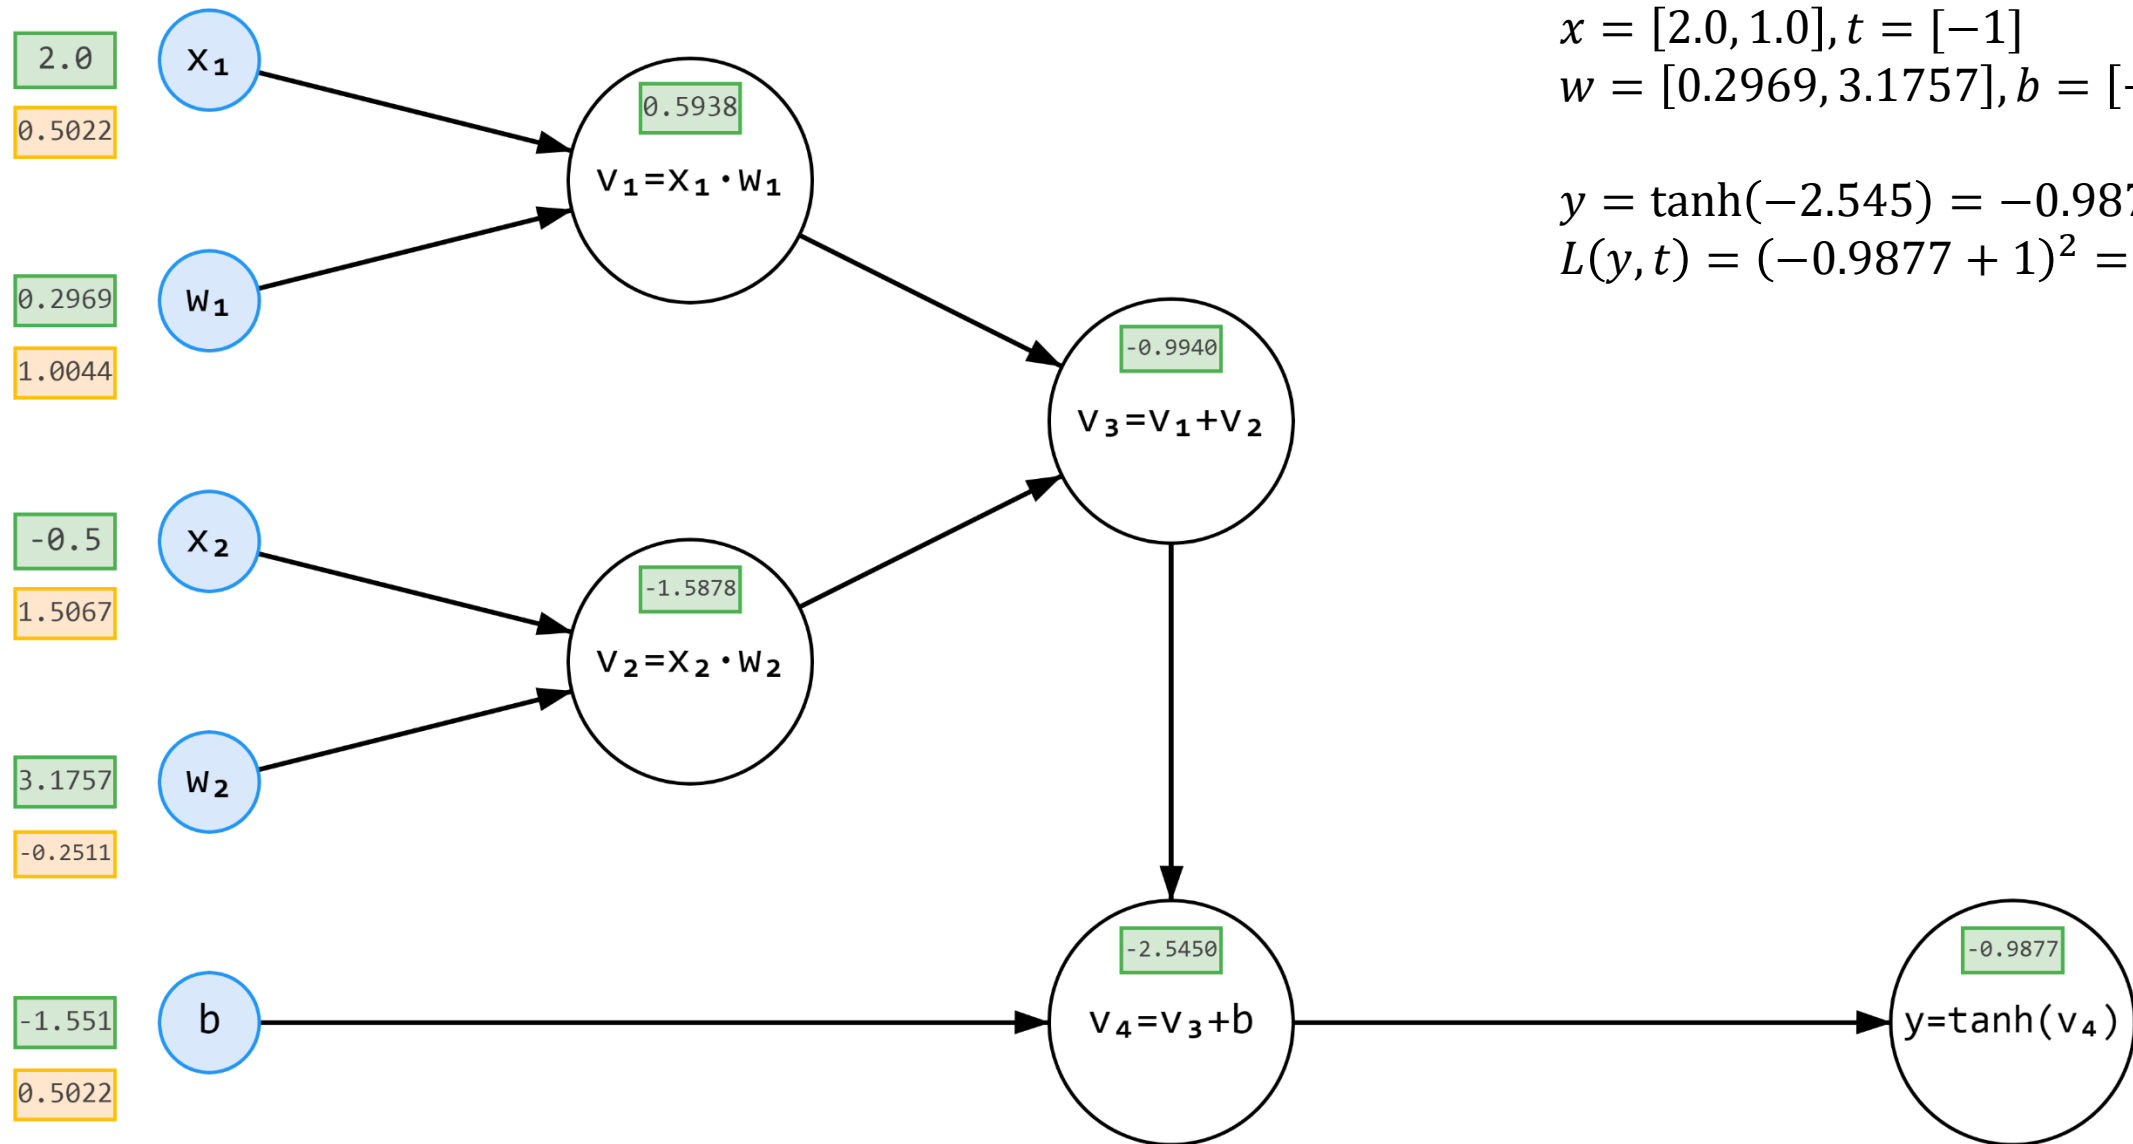 x = [2.0, 1.0], t = [−1]
w = [0.2969, 3.1757], b = [−
y = tanh(−2.545) = −0.987
L(y, t) = (−0.9877 + 1)² =
2.0
x₁
0.5022
0.5938
v₁=x₁·w₁
0.2969
w₁
1.0044
-0.9940
v₃=v₁+v₂
-0.5
x₂
1.5067
-1.5878
v₂=x₂·w₂
3.1757
w₂
-0.2511
-1.551
b
0.5022
-2.5450
v₄=v₃+b
-0.9877
y=tanh(v₄)